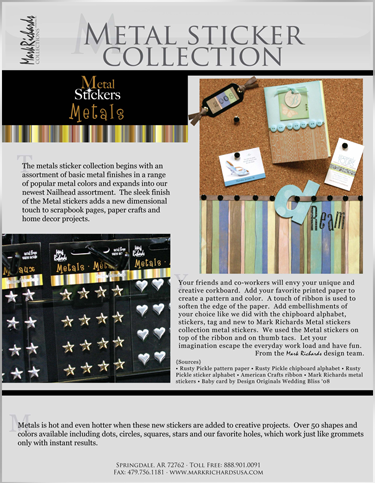 Mark Richards
COLLECTIONS
METAL STICKER
COLLECTION
Metal
Stickers
Metals
The metals sticker collection begins with an
assortment of basic metal finishes in a range
of popular metal colors and expands into our
newest Nailhead assortment. The sleek finish
of the Metal stickers adds a new dimensional
touch to scrapbook pages, paper crafts and
home decor projects.
dReam
Metals
Metals
Your friends and co-workers will envy your unique and
creative corkboard. Add your favorite printed paper to
create a pattern and color. A touch of ribbon is used to
soften the edge of the paper. Add embellishments of
your choice like we did with the chipboard alphabet,
stickers, tag and new to Mark Richards Metal stickers
collection metal stickers. We used the Metal stickers on
top of the ribbon and on thumb tacs. Let your
imagination escape the everyday work load and have fun.
From the Mark Richards design team.
(Sources)
• Rusty Pickle pattern paper • Rusty Pickle chipboard alphabet • Rusty
Pickle sticker alphabet • American Crafts ribbon • Mark Richards metal
stickers • Baby card by Design Originals Wedding Bliss '08
Metals is hot and even hotter when these new stickers are added to creative projects. Over 50 shapes and
colors available including dots, circles, squares, stars and our favorite holes, which work just like grommets
only with instant results.
SPRINGDALE, AR 72762 · TOLL FREE: 888.901.0091
FAX: 479.756.1181 · WWW.MARKRICHARDSUSA.COM